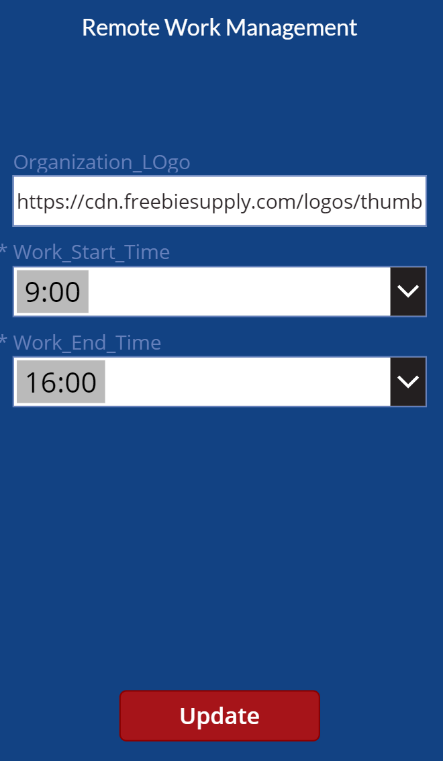 Remote Work Management
Organization_LOgo
https://cdn.freebiesupply.com/logos/thumb
* Work_Start_Time
9:00
* Work_End_Time
16:00
Update